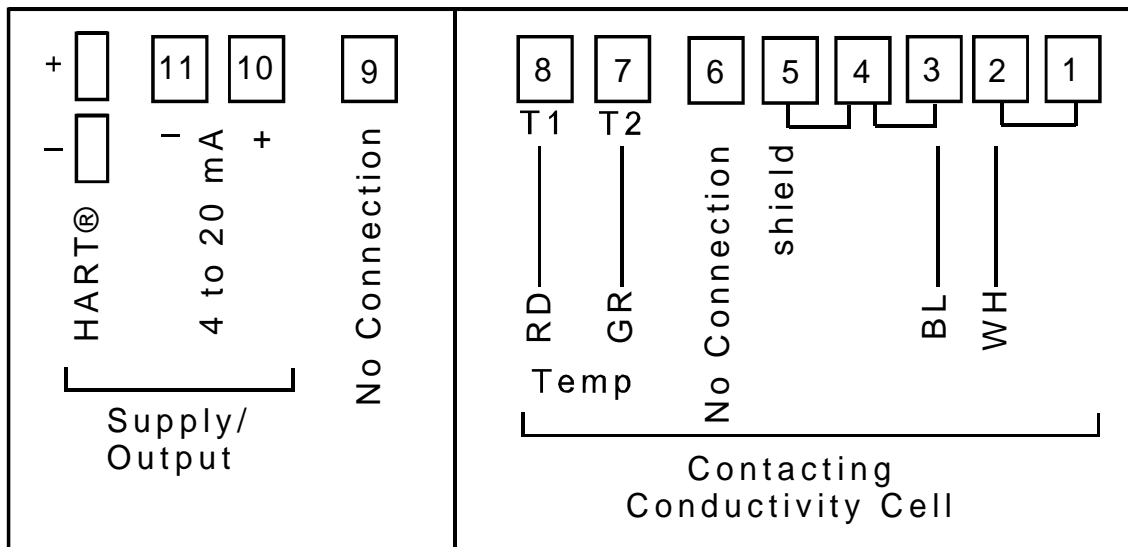 + 11 10 9
–
– +
HART®
4 to 20 mA
No Connection
Supply/
Output
8 7 6 5 4 3 2 1
T1 T2
RD
GR
No Connection
shield
BL
WH
Temp
Contacting
Conductivity Cell